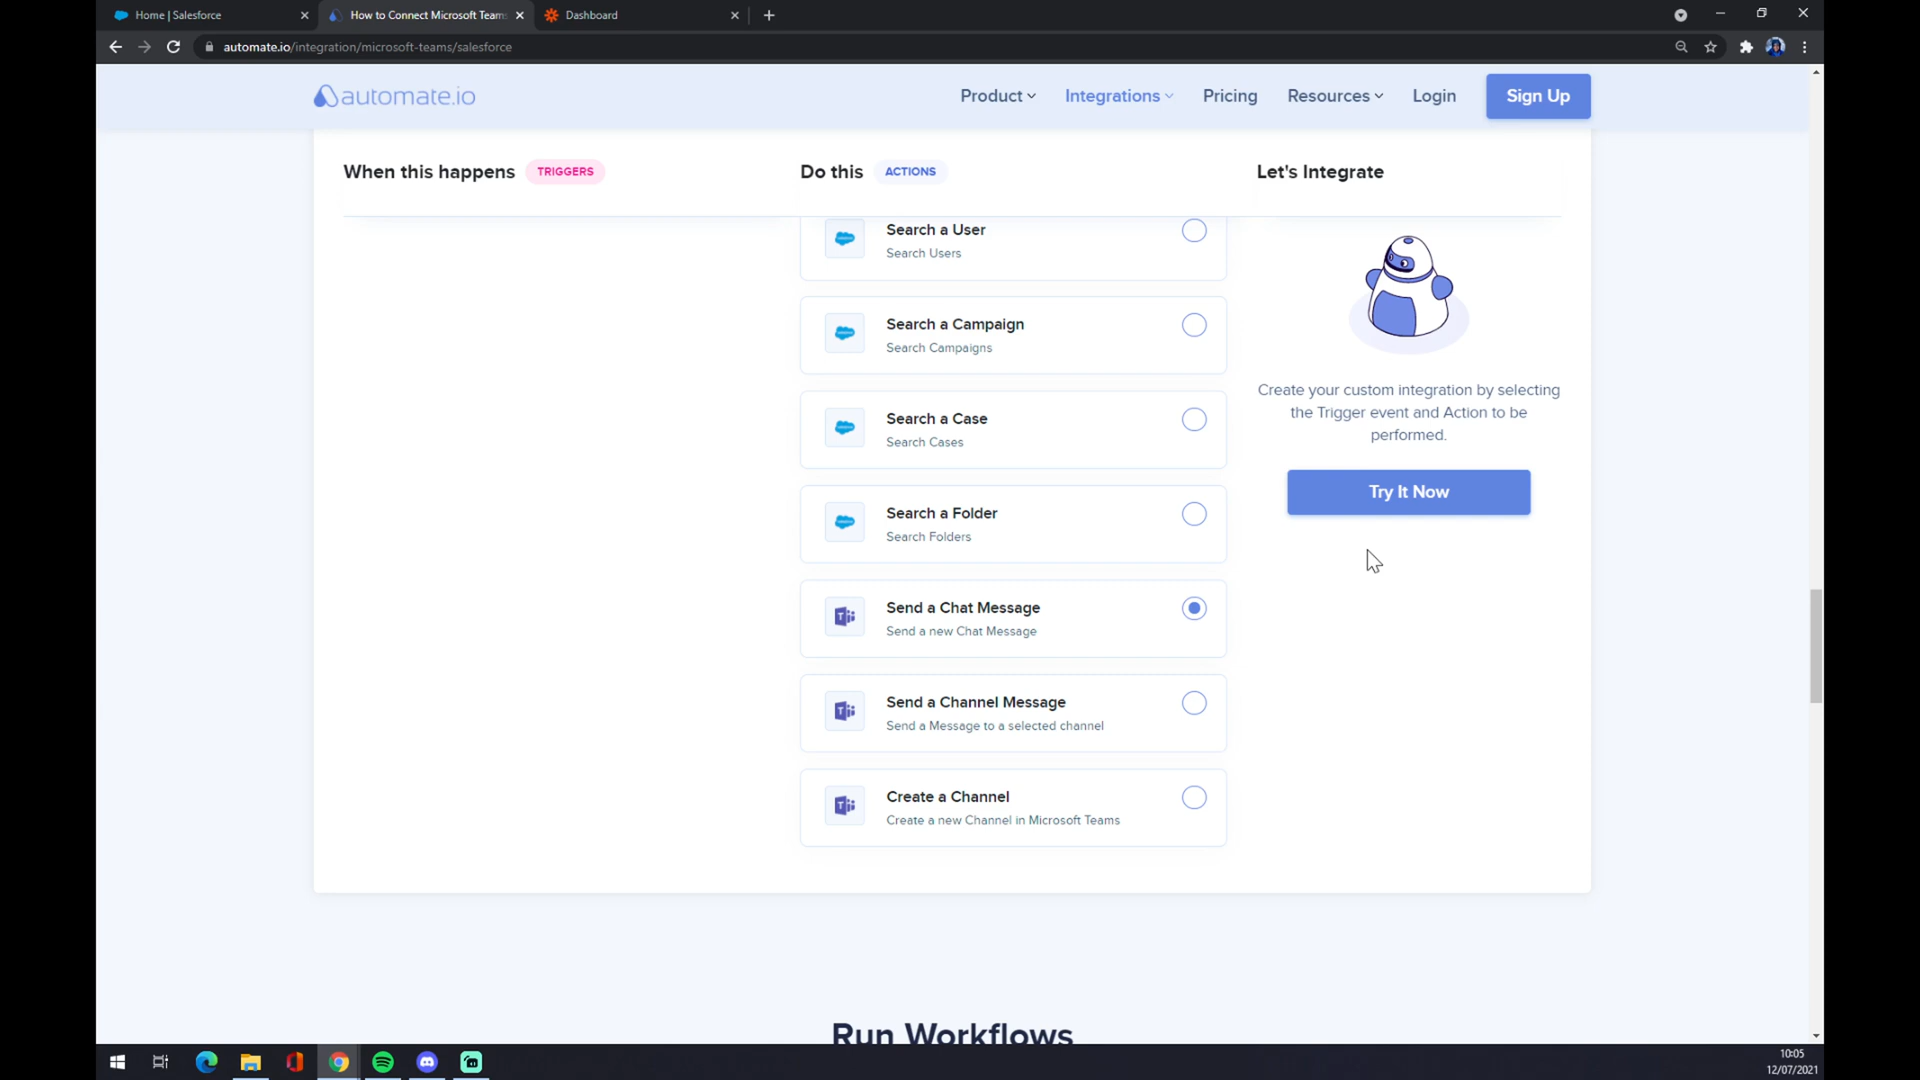 Home | Salesforce
How to Connect Microsoft Team
Dashboard
automate.io/integration/microsoft-teams/salesforce
automate.io
Product
Integrations
Pricing
Resources
Login
Sign Up
When this happens
TRIGGERS
Do this
ACTIONS
Let's Integrate
Search a User
Search Users
Search a Campaign
Search Campaigns
Search a Case
Search Cases
Search a Folder
Search Folders
Send a Chat Message
Send a new Chat Message
Send a Channel Message
Send a Message to a selected channel
Create a Channel
Create a new Channel in Microsoft Teams
Create your custom integration by selecting
the Trigger event and Action to be
performed.
Try It Now
Run Workflows
10:05
12/07/2021